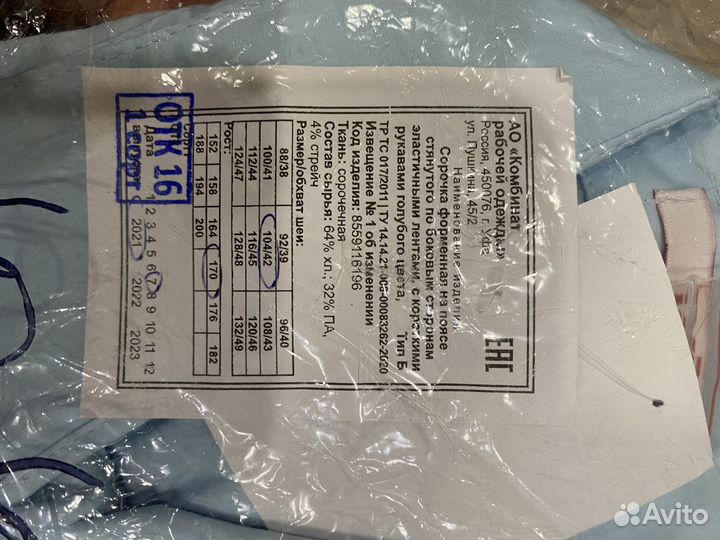 АО «Комбинат
рабочей одежды»
Россия, 450076, г. Уфа,
ул. Пушкина, 45/2
ЕАС
Наименование изделия:
Сорочка форменная на поясе
стянутого по боковым сторонам
эластичными лентами, с короткими
рукавами голубого цвета, Тип Б
ТР ТС 017/2011 ТУ 14.14.21-003-00083262-2020
Извещение № 1 об изменении
Код изделия: 8559116196
Ткань: сорочечная
Состав сырья: 64% хл.; 32% ПА,
4% стрейч
Размер/обхват шеи:
88/38 92/39 96/40
100/41 104/42 108/43
112/44 116/45 120/46
124/47 128/48 132/49
Рост:
152 158 164 170 176 182
188 194 200
Сорт 1
ОТК 16
Дата 1 2 3 4 5 6 7 8 9 10 11 12
2021 2022 2023
Avito